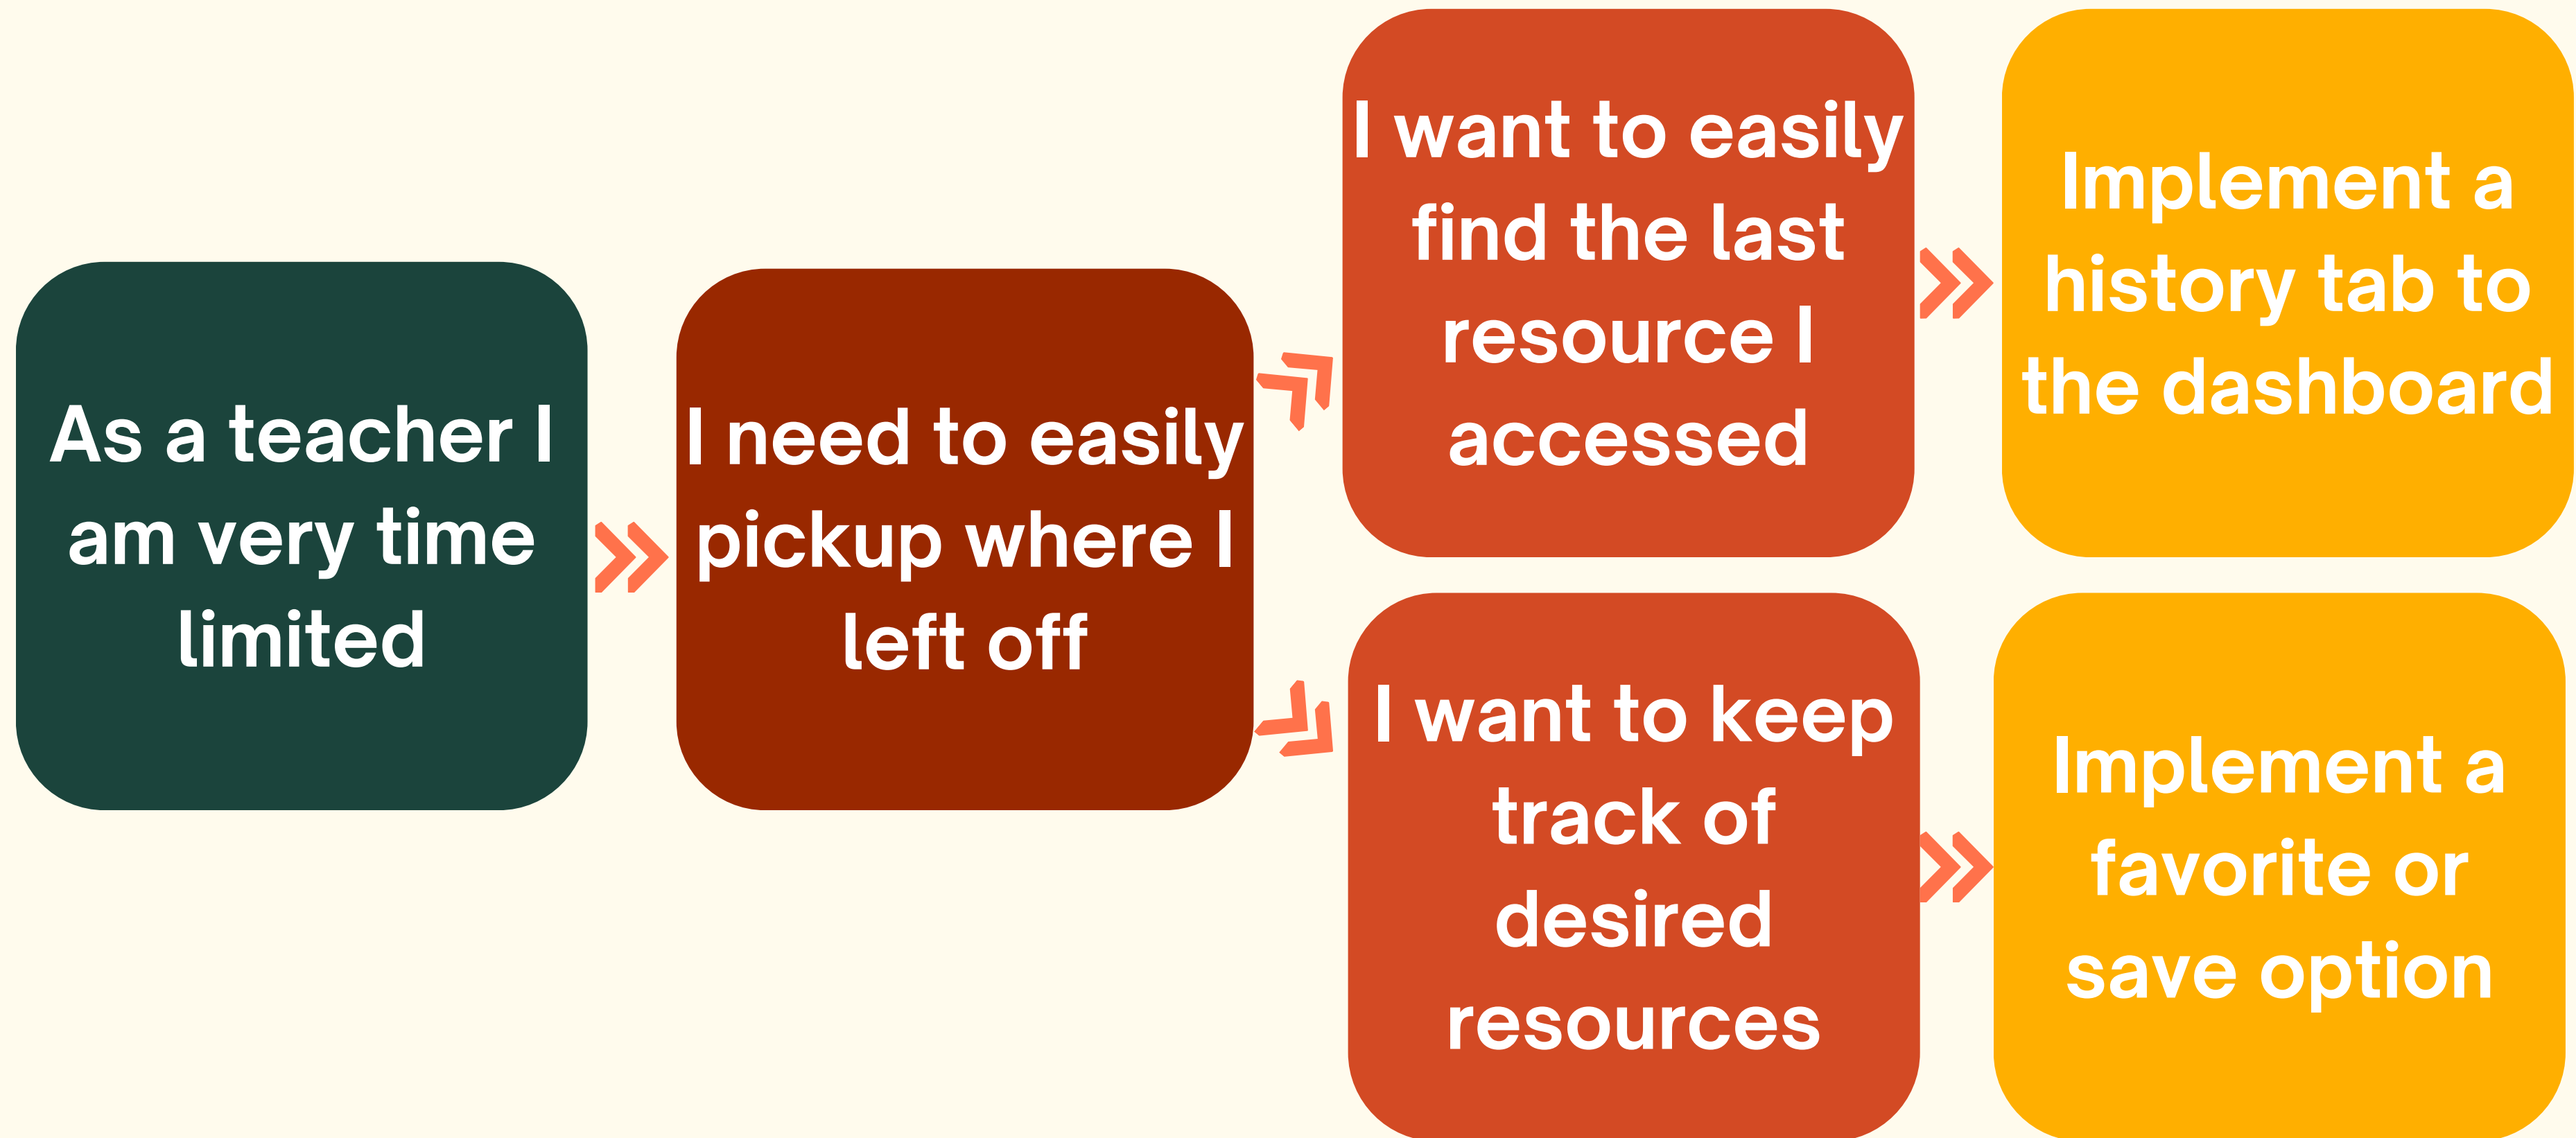 As a teacher I
am very time
limited
I need to easily
pickup where I
left off
I want to easily
find the last
resource I
accessed
Implement a
history tab to
the dashboard
I want to keep
track of
desired
resources
Implement a
favorite or
save option